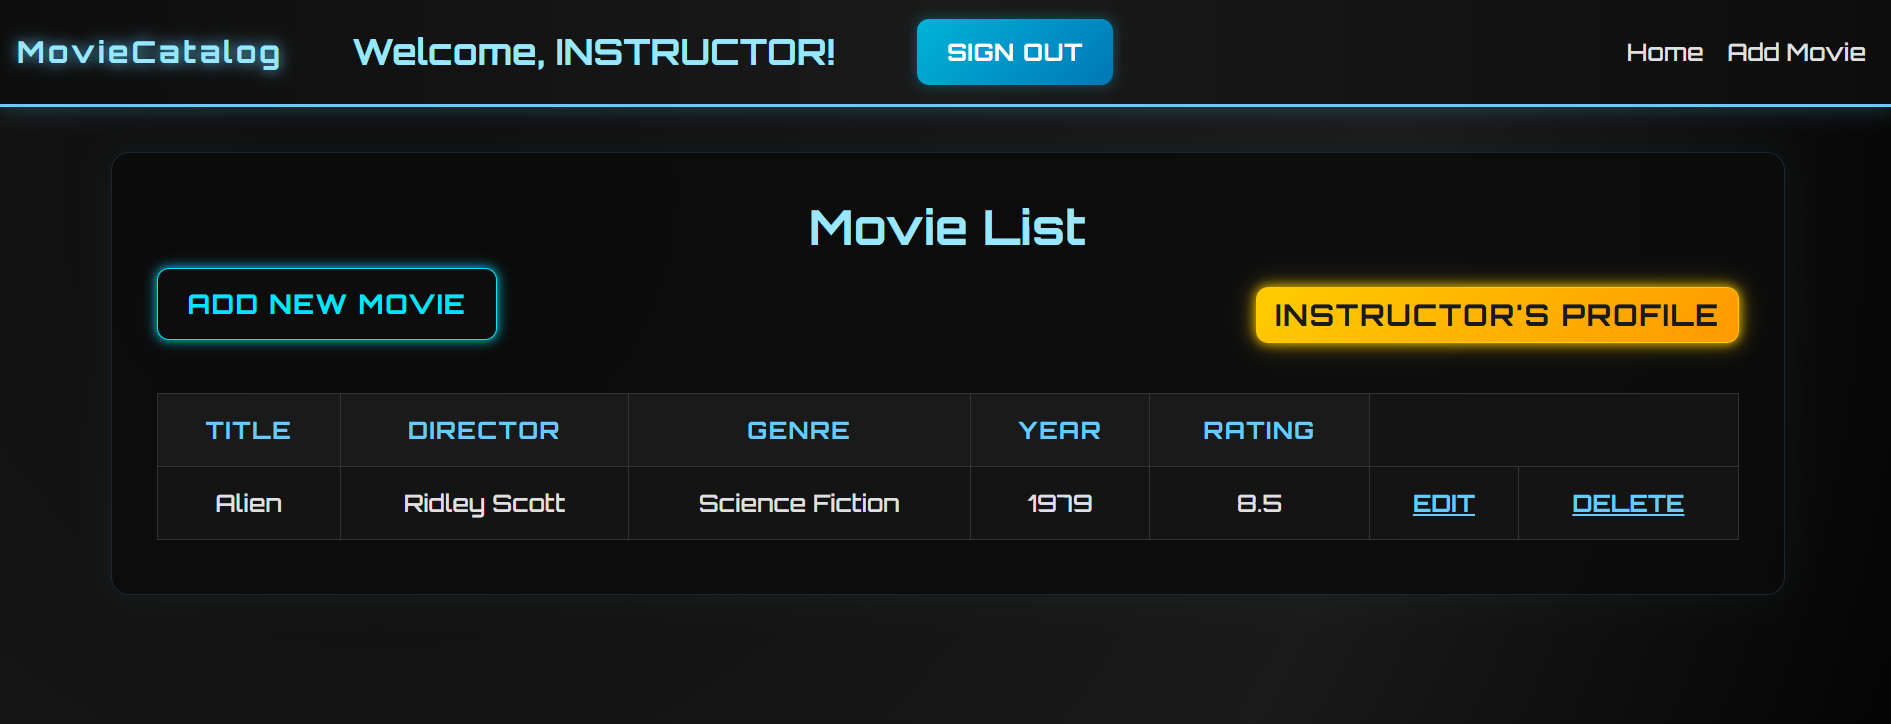 MovieCatalog Welcome, INSTRUCTOR! SIGN OUT Home Add Movie
Movie List
ADD NEW MOVIE INSTRUCTOR'S PROFILE
TITLE DIRECTOR GENRE YEAR RATING
Alien Ridley Scott Science Fiction 1979 8.5 EDIT DELETE